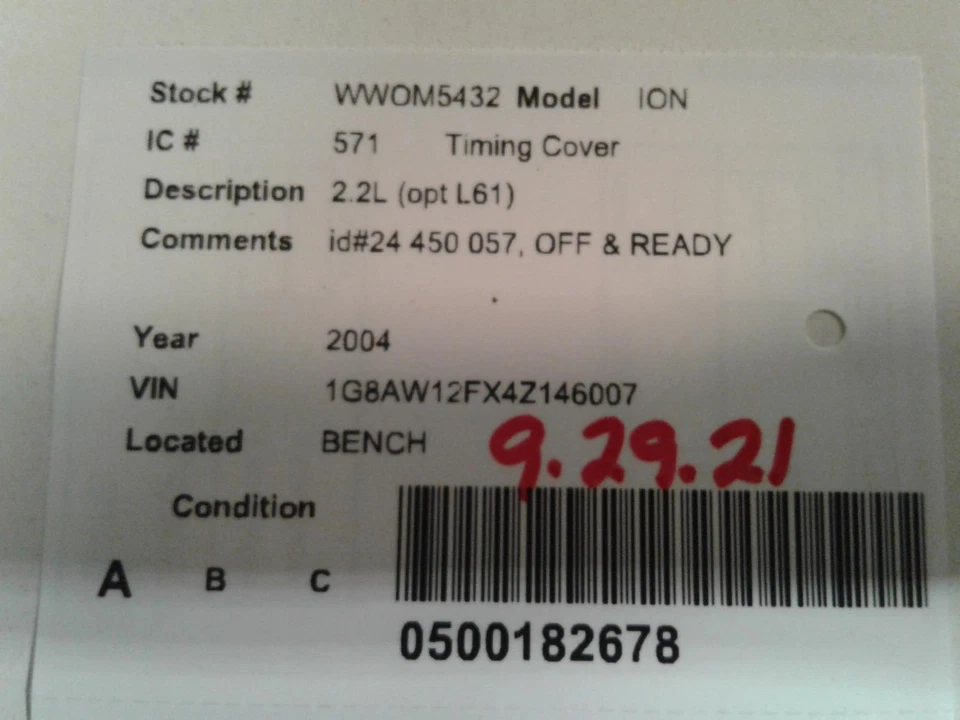 Stock # WWOM5432 Model ION
IC # 571 Timing Cover
Description 2.2L (opt L61)
Comments id#24 450 057, OFF & READY
Year 2004
VIN 1G8AW12FX4Z146007
Located BENCH 9.29.21
Condition
A B C
0500182678